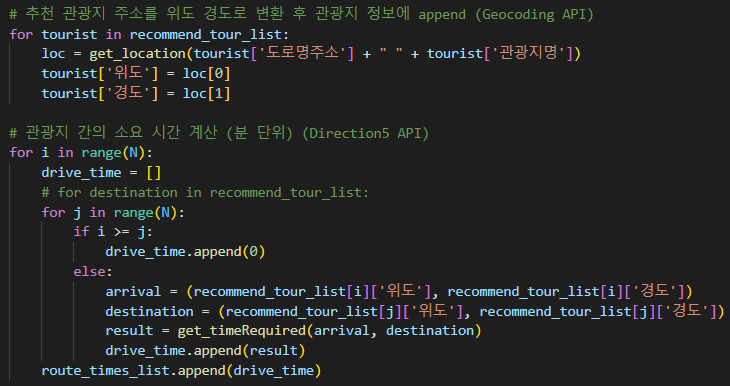 # 추천 관광지 주소를 위도 경도로 변환 후 관광지 정보에 append (Geocoding API)
for tourist in recommend_tour_list:
    loc = get_location(tourist['도로명주소'] + " " + tourist['관광지명'])
    tourist['위도'] = loc[0]
    tourist['경도'] = loc[1]

# 관광지 간의 소요 시간 계산 (분 단위) (Direction5 API)
for i in range(N):
    drive_time = []
    # for destination in recommend_tour_list:
    for j in range(N):
        if i >= j:
            drive_time.append(0)
        else:
            arrival = (recommend_tour_list[i]['위도'], recommend_tour_list[i]['경도'])
            destination = (recommend_tour_list[j]['위도'], recommend_tour_list[j]['경도'])
            result = get_timeRequired(arrival, destination)
            drive_time.append(result)
    route_times_list.append(drive_time)